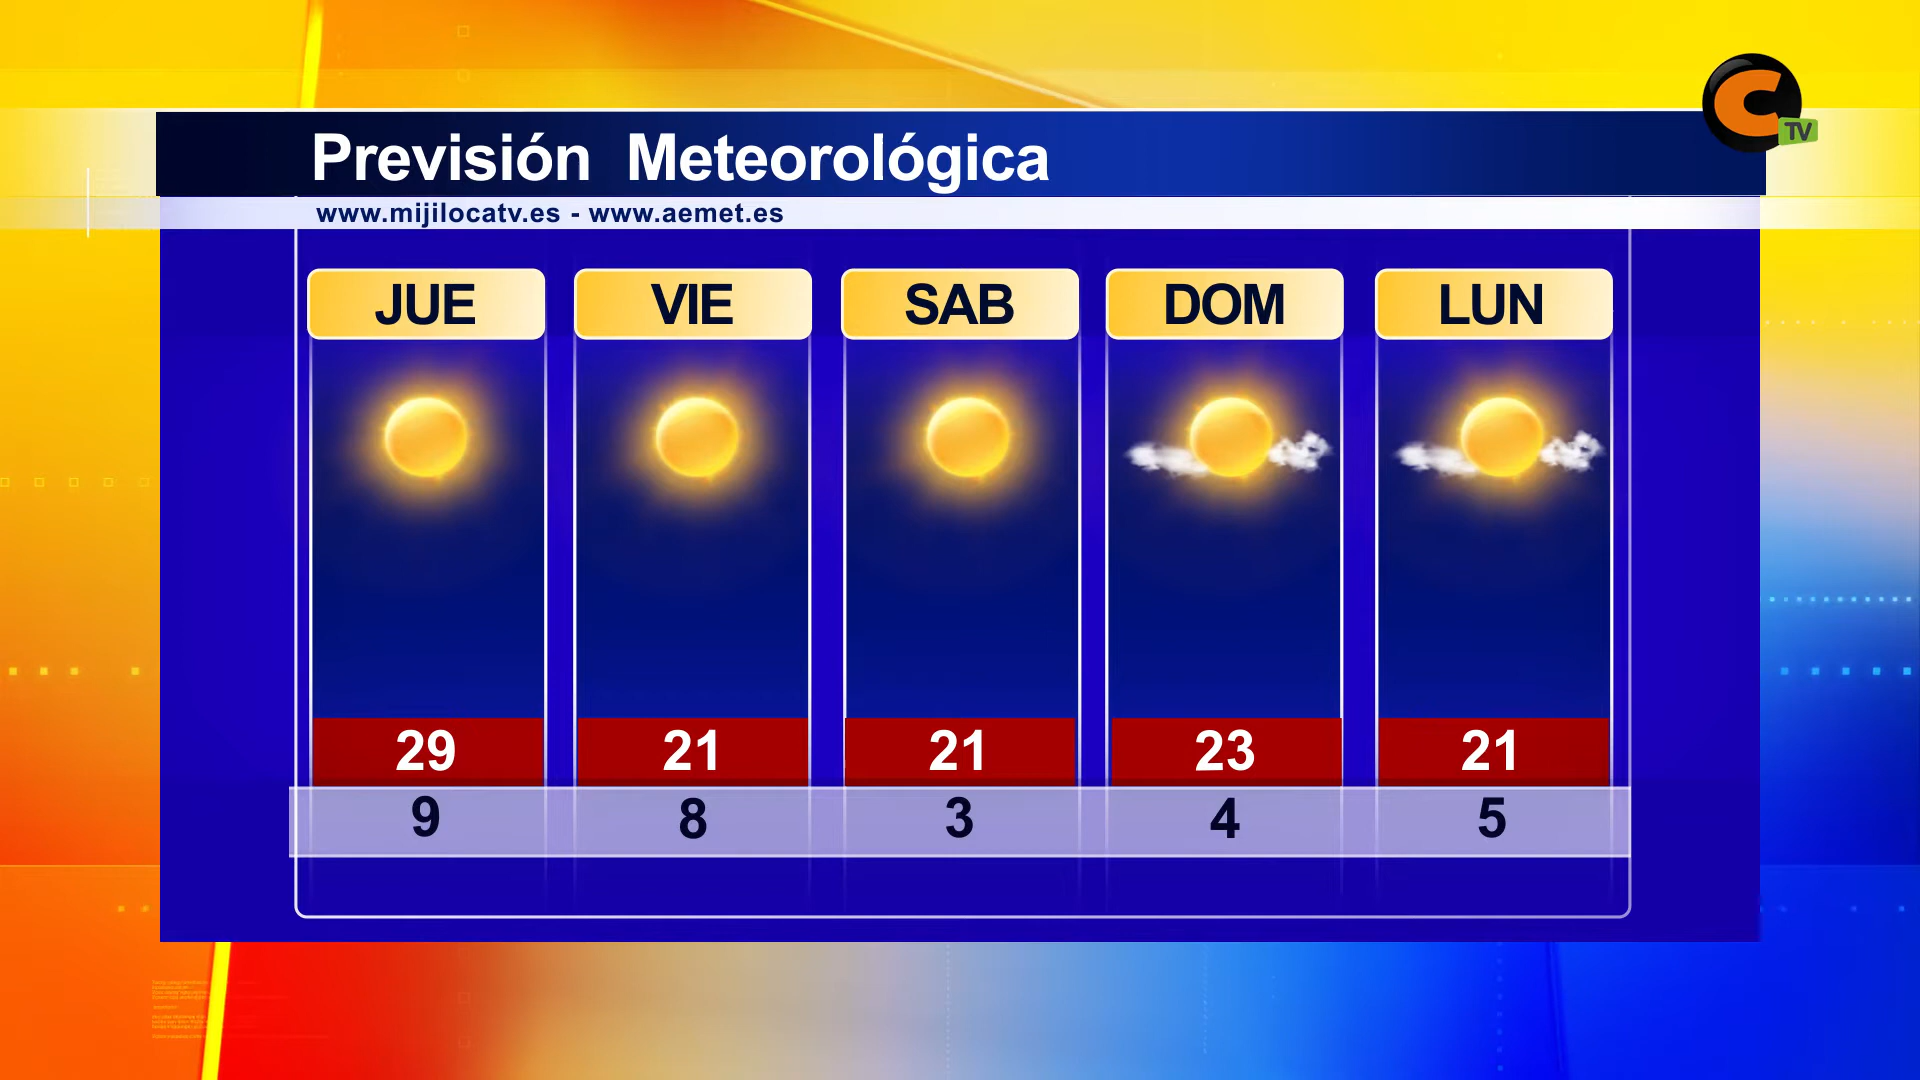 Previsión Meteorológica
www.mijilocatv.es - www.aemet.es
C TV
JUE VIE SAB DOM LUN
29 21 21 23 21
9 8 3 4 5